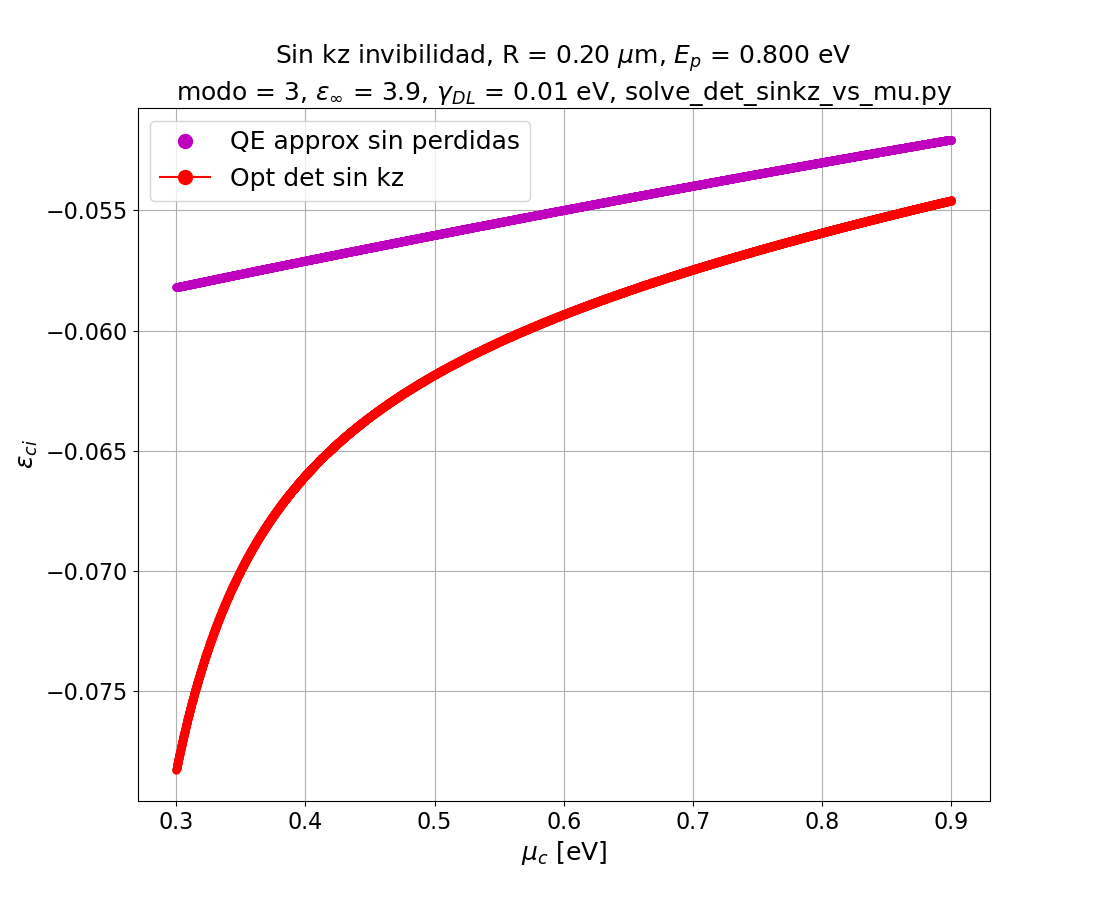 Sin kz invibilidad, R = 0.20 μm, E_p = 0.800 eV
modo = 3, ε_∞ = 3.9, γ_DL = 0.01 eV, solve_det_sinkz_vs_mu.py
QE approx sin perdidas
Opt det sin kz
−0.055
−0.060
−0.065
−0.070
−0.075
ε_ci
0.3 0.4 0.5 0.6 0.7 0.8 0.9
μ_c [eV]